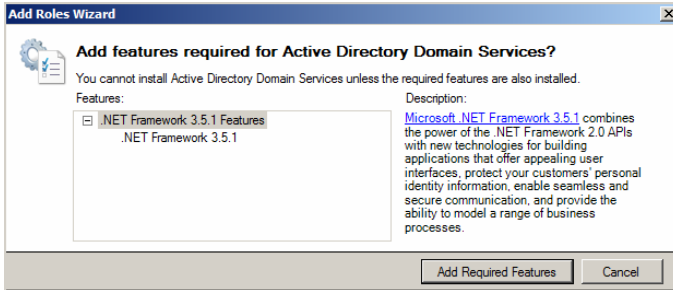 Add Roles Wizard
Add features required for Active Directory Domain Services?
You cannot install Active Directory Domain Services unless the required features are also installed.
Features:
.NET Framework 3.5.1 Features
.NET Framework 3.5.1
Description:
Microsoft .NET Framework 3.5.1 combines
the power of the .NET Framework 2.0 APIs
with new technologies for building
applications that offer appealing user
interfaces, protect your customers' personal
identity information, enable seamless and
secure communication, and provide the
ability to model a range of business
processes.
Add Required Features
Cancel